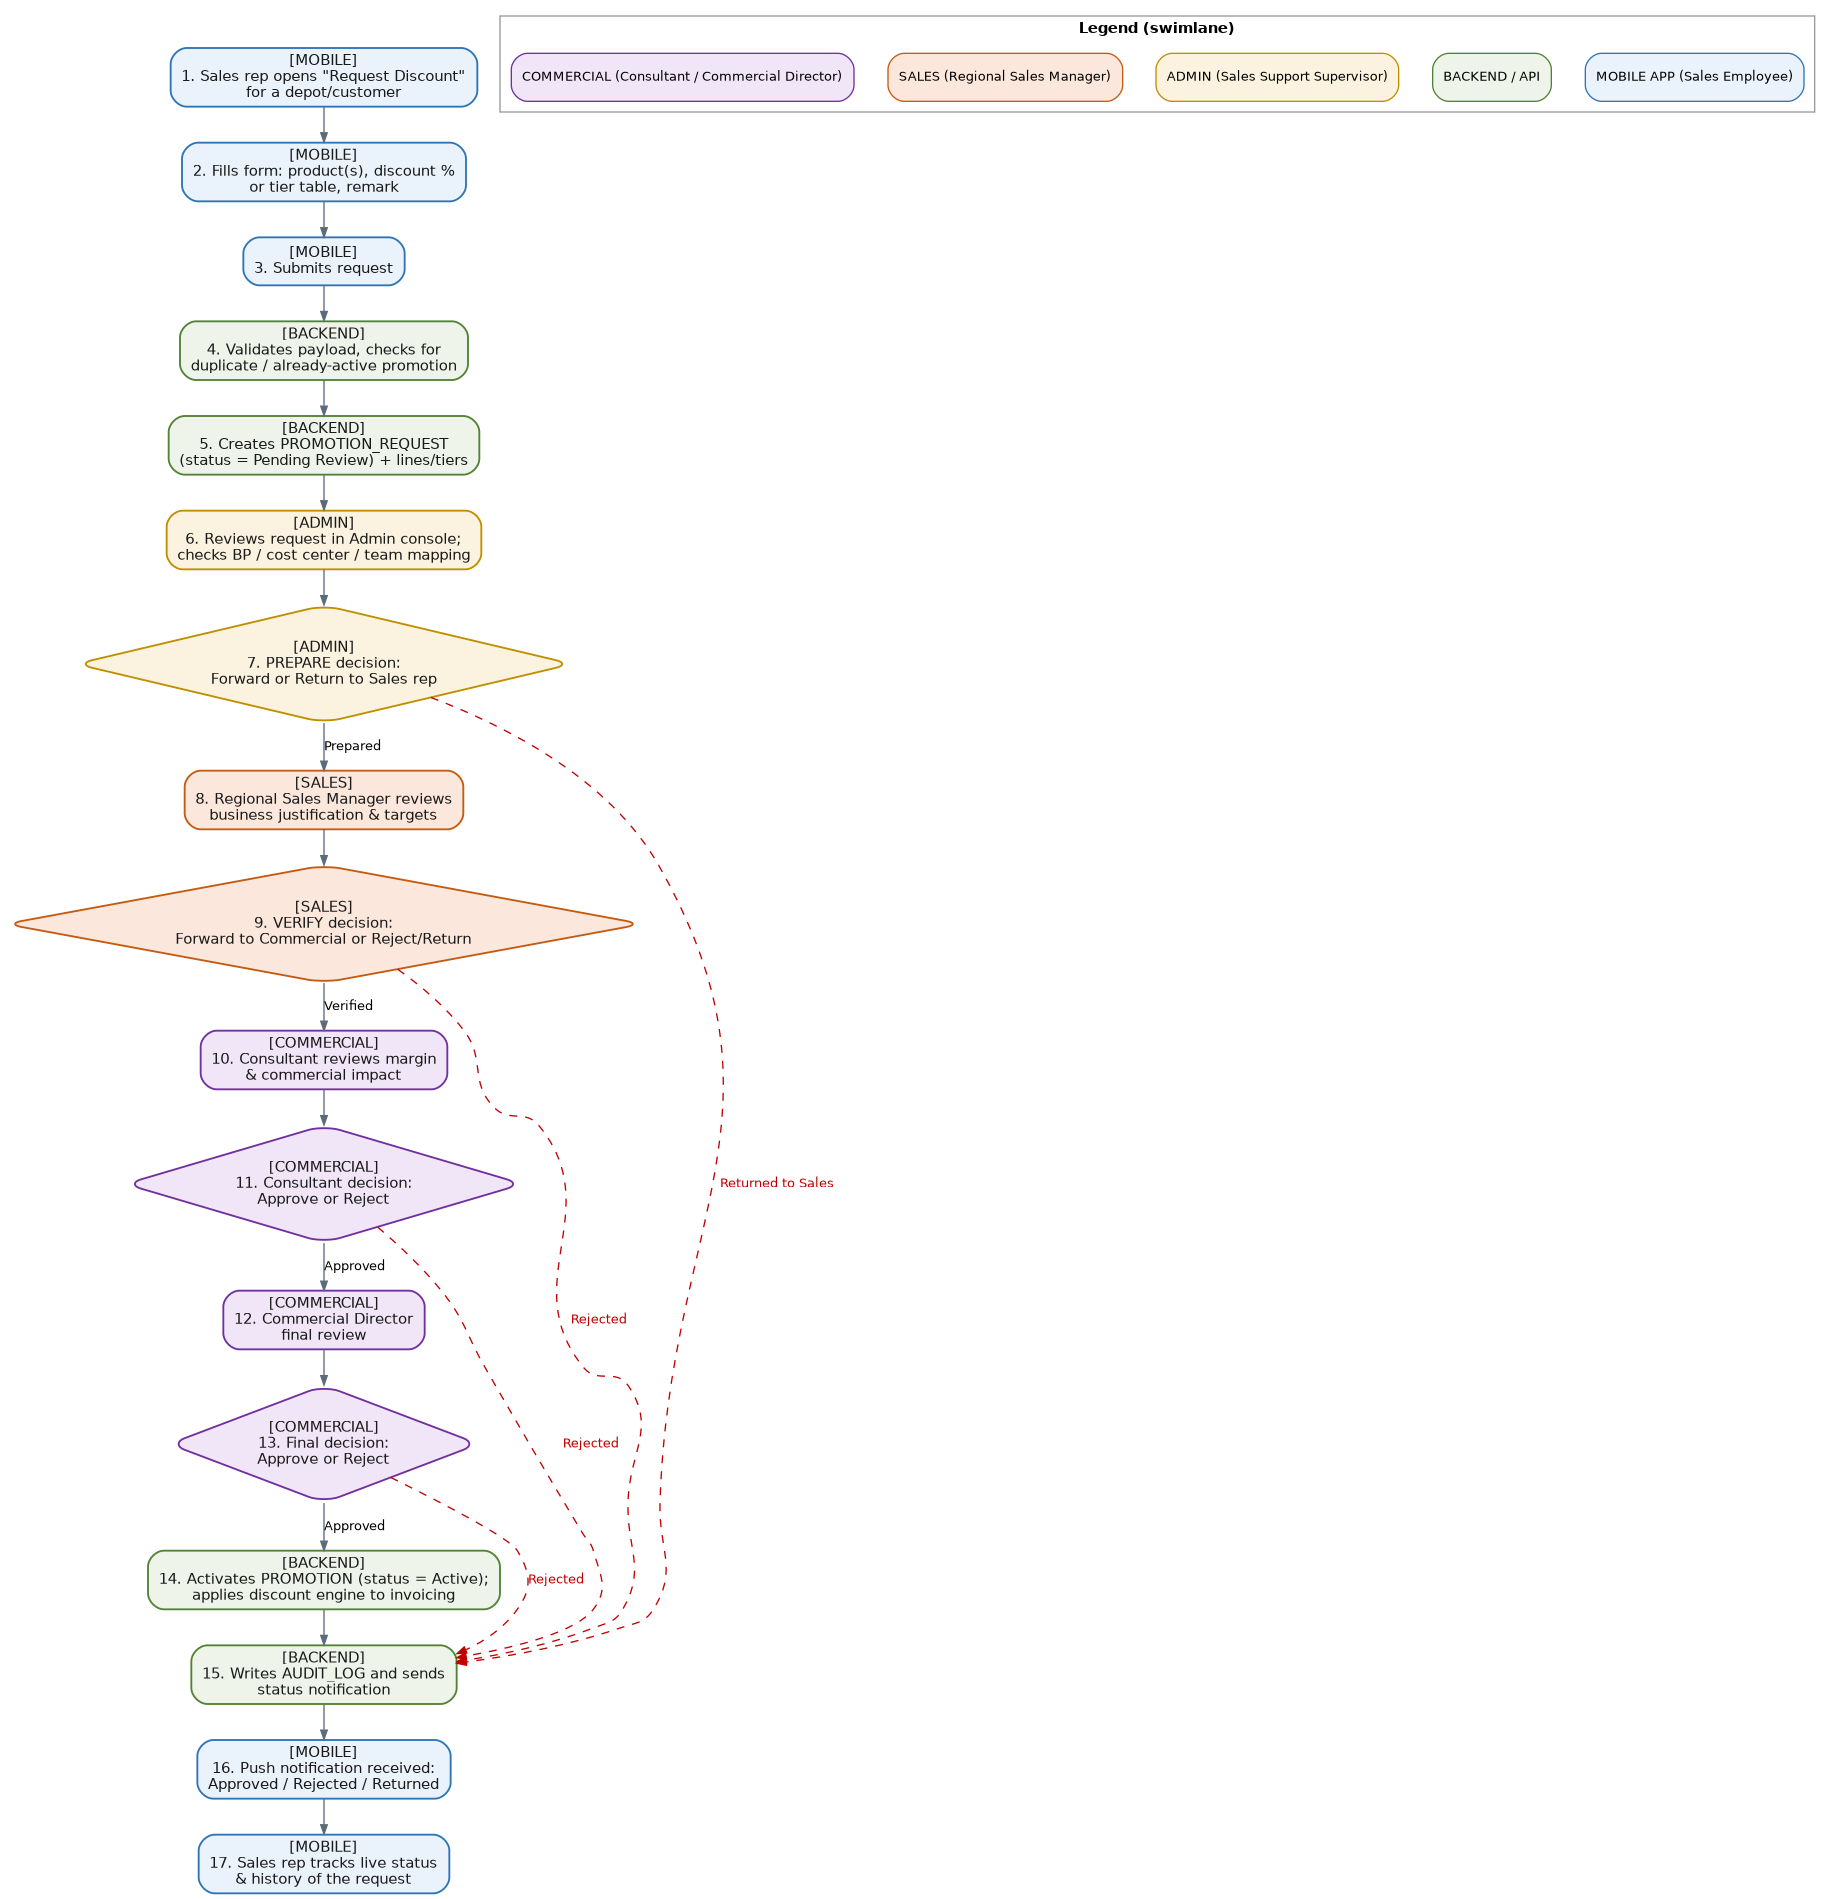 Legend (swimlane)
COMMERCIAL (Consultant / Commercial Director)
SALES (Regional Sales Manager)
ADMIN (Sales Support Supervisor)
BACKEND / API
MOBILE APP (Sales Employee)
[MOBILE]
1. Sales rep opens "Request Discount"
for a depot/customer
[MOBILE]
2. Fills form: product(s), discount %
or tier table, remark
[MOBILE]
3. Submits request
[BACKEND]
4. Validates payload, checks for
duplicate / already-active promotion
[BACKEND]
5. Creates PROMOTION_REQUEST
(status = Pending Review) + lines/tiers
[ADMIN]
6. Reviews request in Admin console;
checks BP / cost center / team mapping
[ADMIN]
7. PREPARE decision:
Forward or Return to Sales rep
Prepared
[SALES]
8. Regional Sales Manager reviews
business justification & targets
[SALES]
9. VERIFY decision:
Forward to Commercial or Reject/Return
Verified
[COMMERCIAL]
10. Consultant reviews margin
& commercial impact
[COMMERCIAL]
11. Consultant decision:
Approve or Reject
Returned to Sales
Approved
[COMMERCIAL]
12. Commercial Director
final review
Rejected
[COMMERCIAL]
13. Final decision:
Approve or Reject
Rejected
Approved
[BACKEND]
14. Activates PROMOTION (status = Active);
applies discount engine to invoicing
Rejected
[BACKEND]
15. Writes AUDIT_LOG and sends
status notification
[MOBILE]
16. Push notification received:
Approved / Rejected / Returned
[MOBILE]
17. Sales rep tracks live status
& history of the request